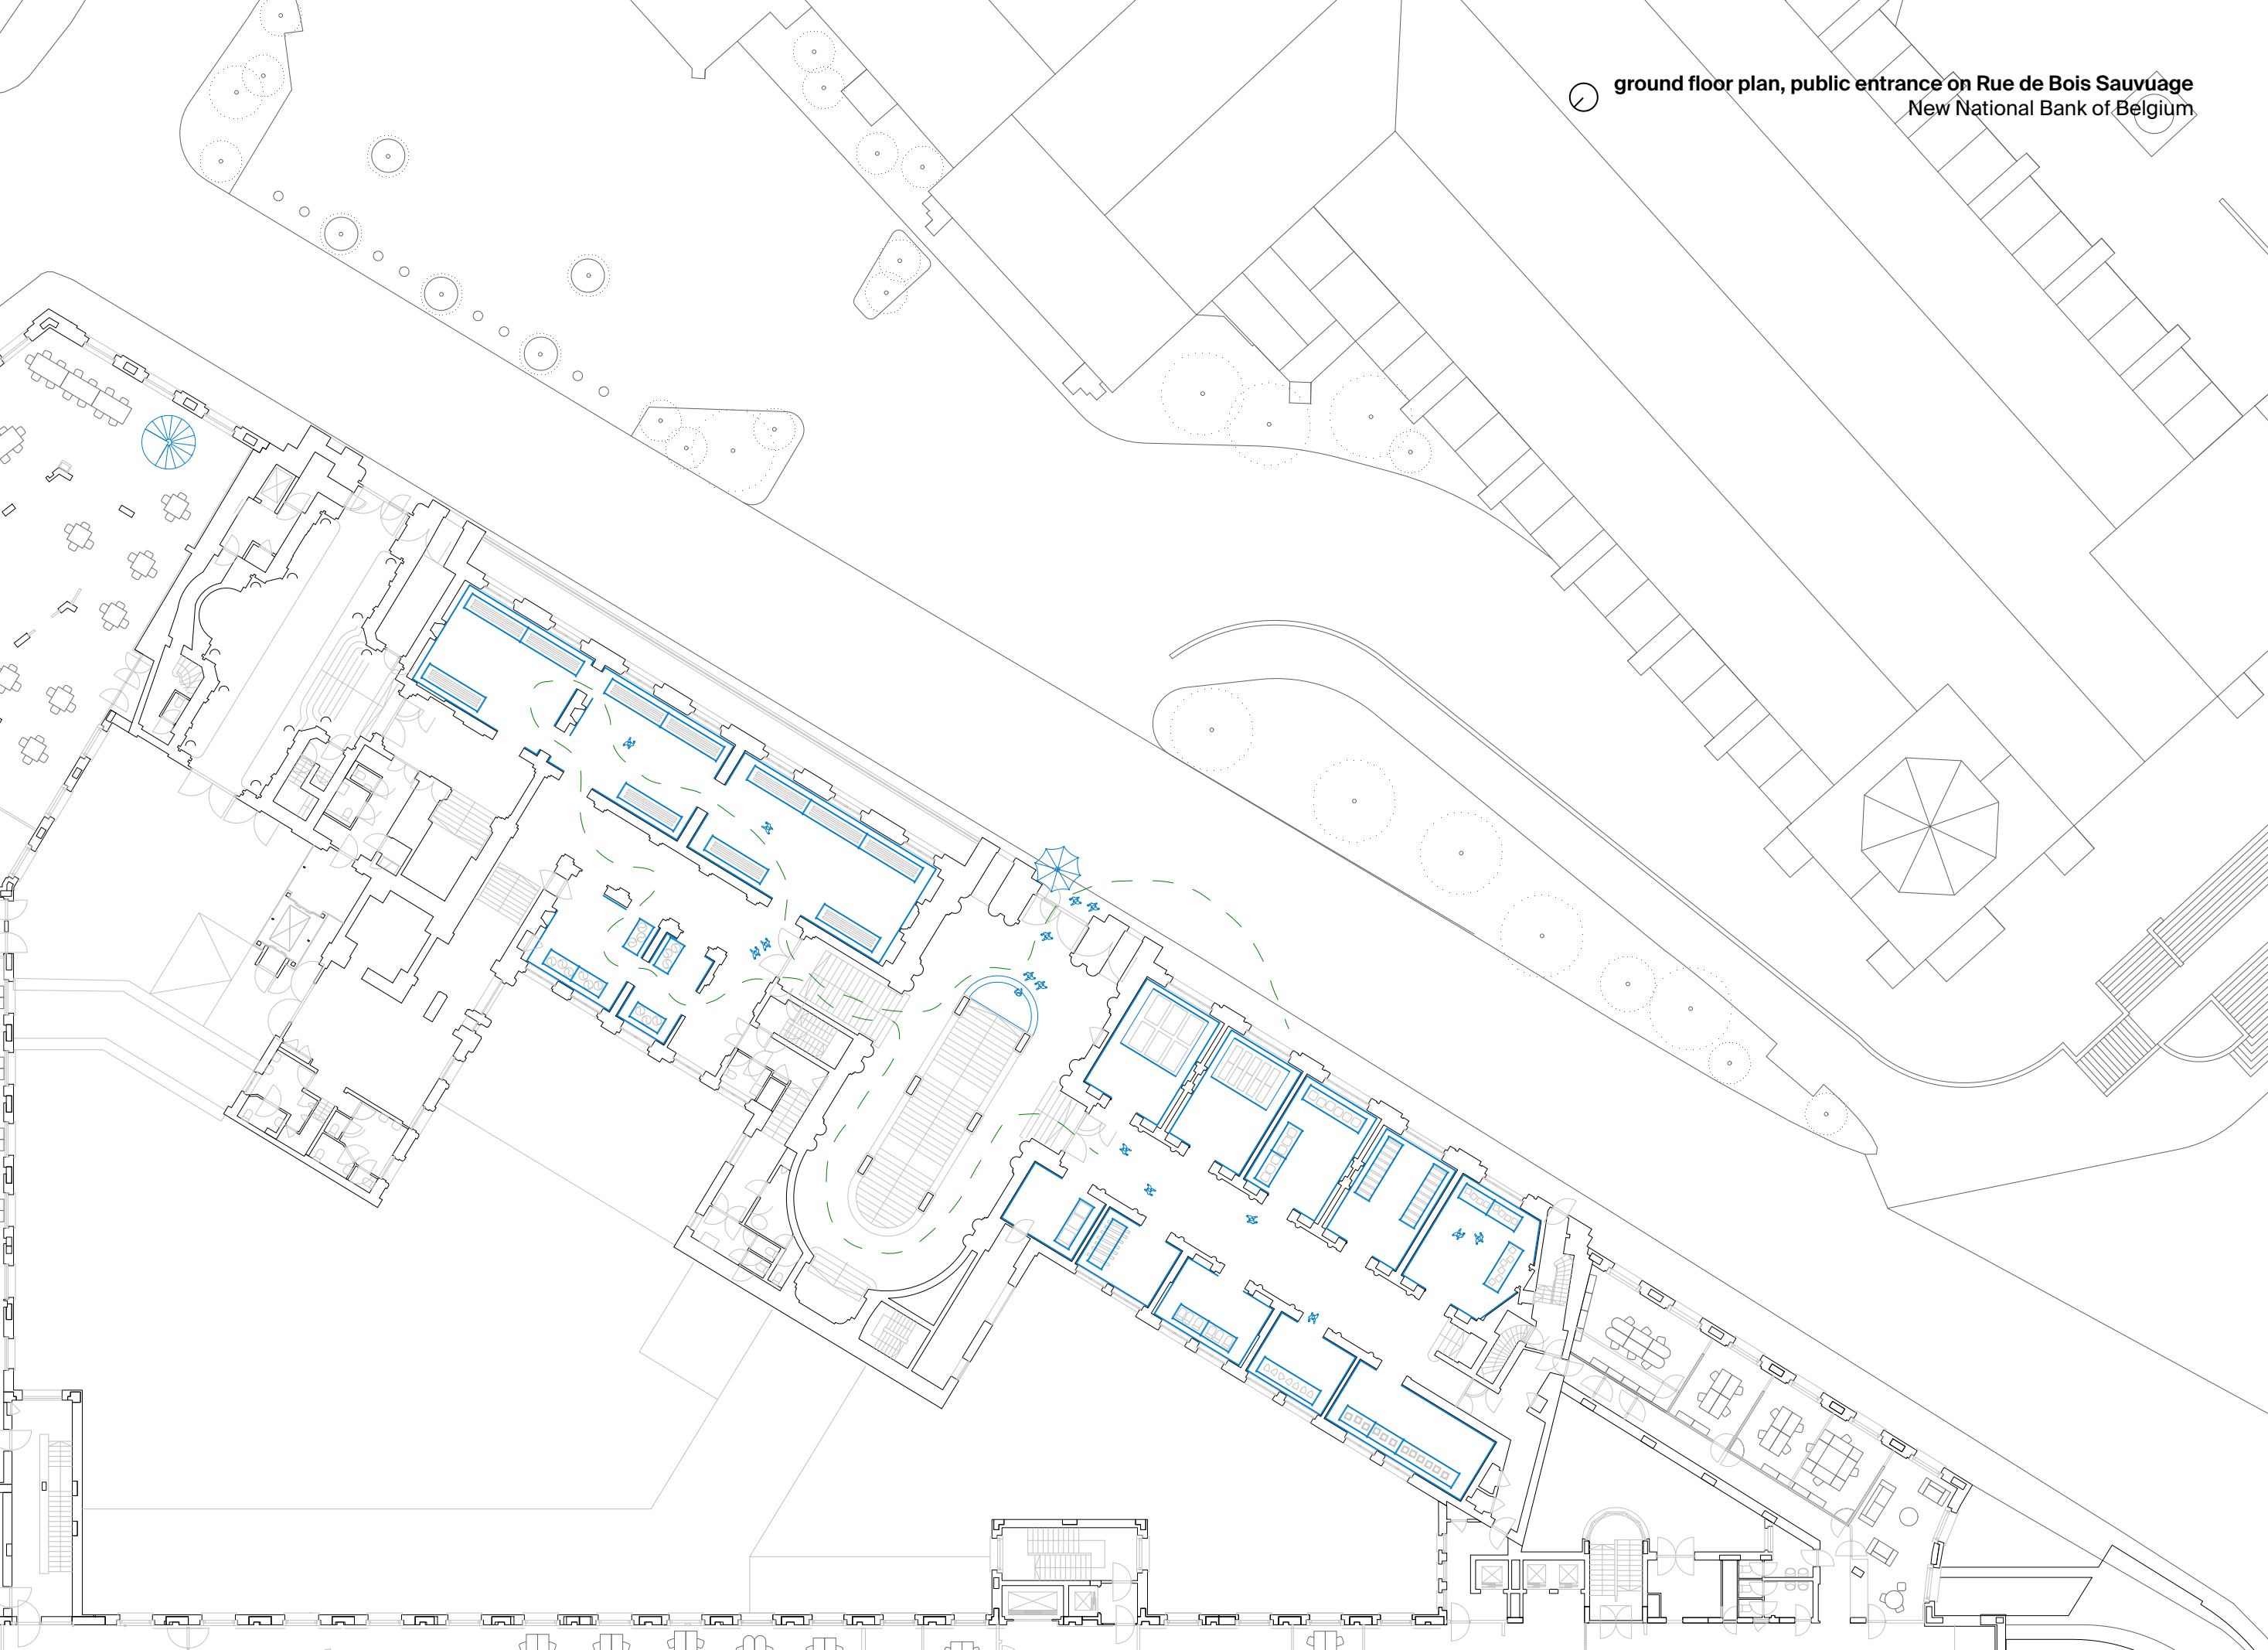 ground floor plan, public entrance on Rue de Bois Sauvuage
New National Bank of Belgium